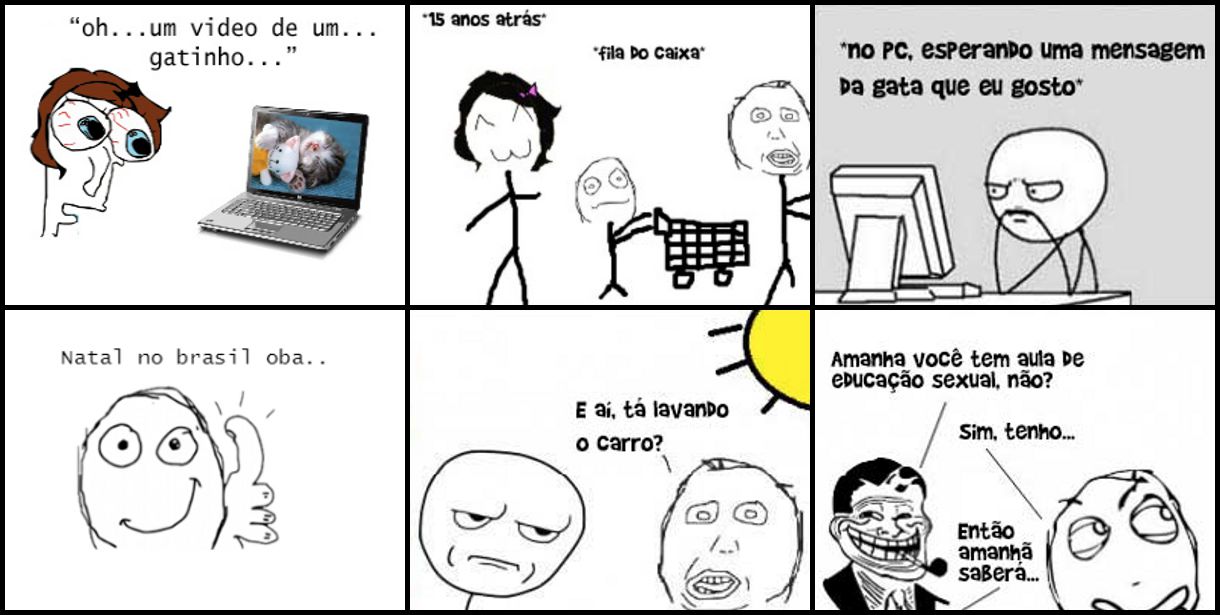 “oh...um video de um...
gatinho...”
*15 anos atrás*
*fila do caixa*
*no PC, esperando uma mensagem
da gata que eu gosto*
Natal no brasil oba..
E aí, tá lavando
o carro?
Amanha você tem aula de
educação sexual, não?
Sim, tenho...
Então
amanhã
saberá...